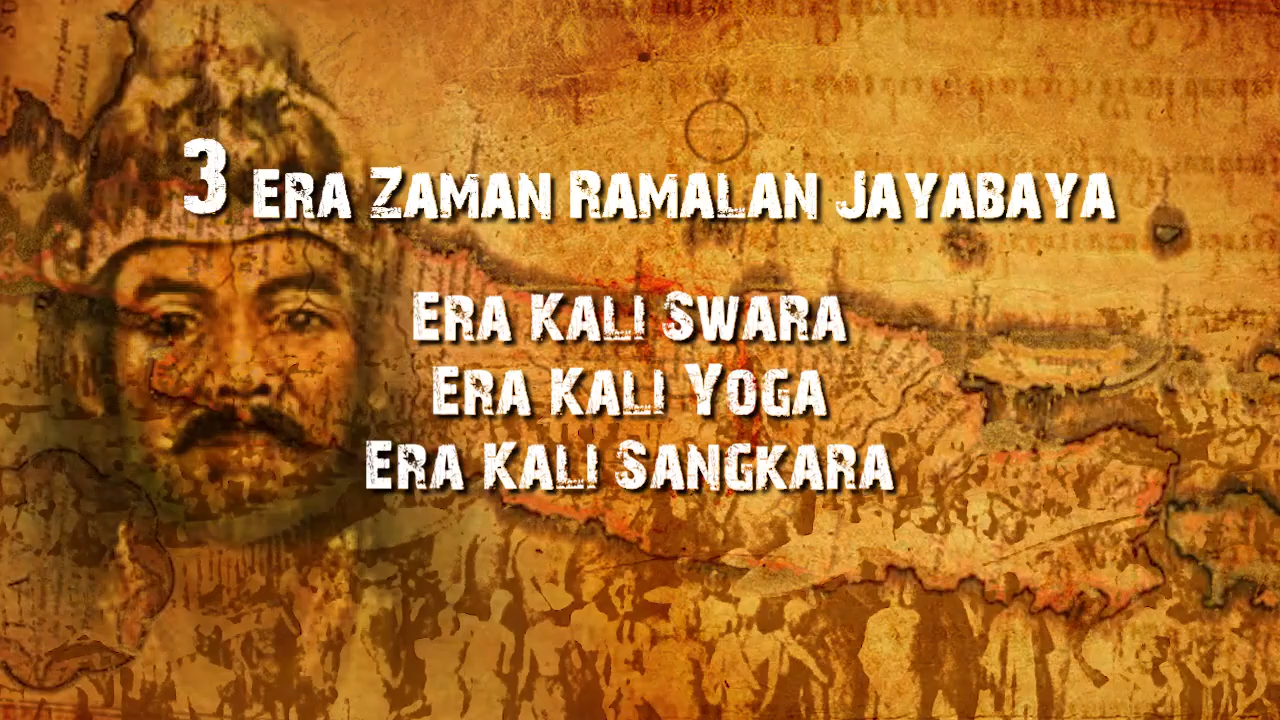 3 Era Zaman Ramalan Jayabaya
Era Kali Swara
Era Kali Yoga
Era Kali Sangkara